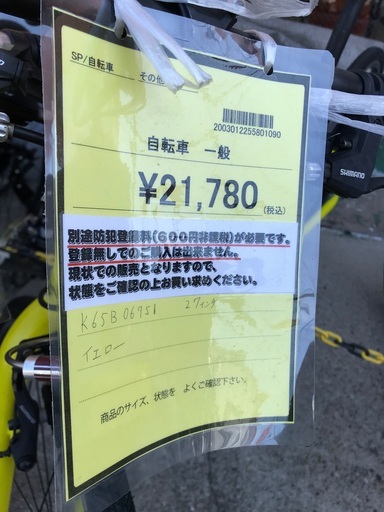 SP/自転車 その他
2003012255801090
自転車 一般
¥21,780
(税込)
別途防犯登録料(600円非課税)が必要です。
登録無しでのご購入は出来ません。
現状での販売となりますので、
状態をご確認の上お買い求めください。
K65B06751 27インチ
イエロー
商品のサイズ、状態を よくご確認下さい。
SHIMANO